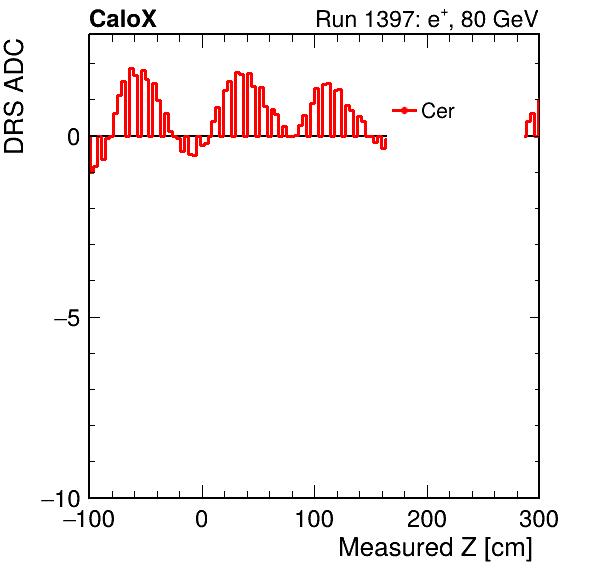 CaloX Run 1397: e⁺, 80 GeV
DRS ADC
Cer
0
−5
−10
−100 0 100 200 300
Measured Z [cm]